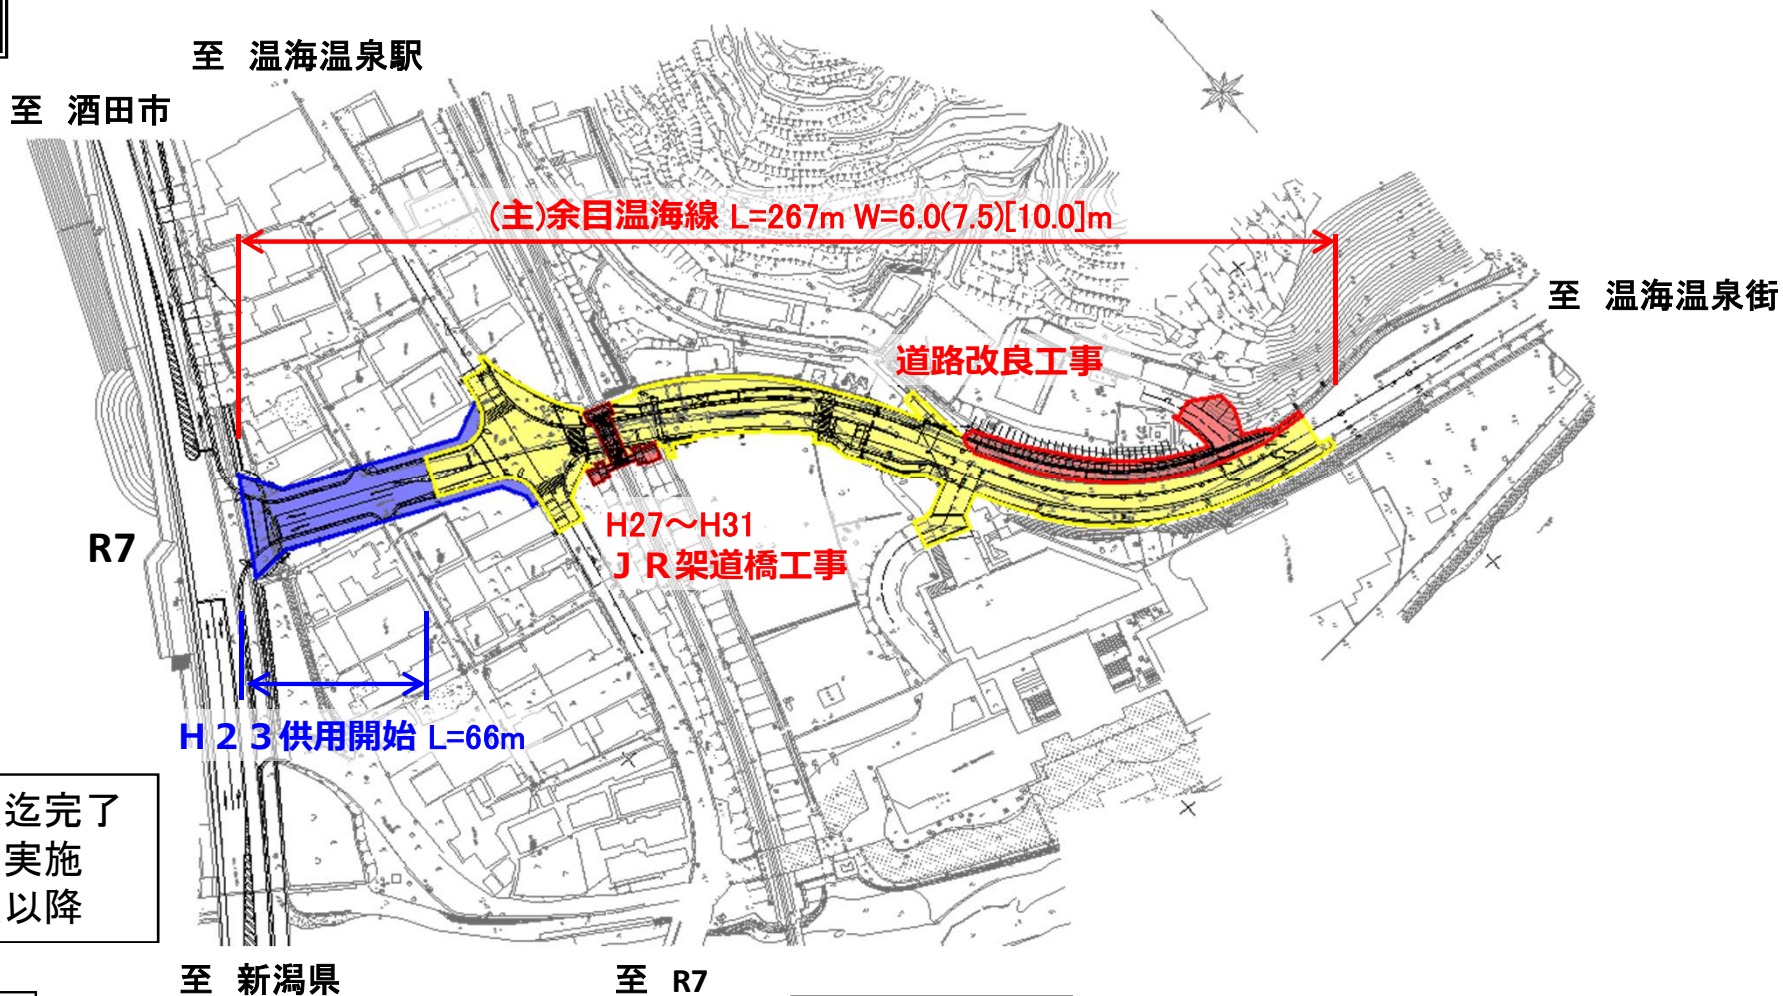 至 温海温泉駅
至 酒田市
(主)余目温海線 L=267m W=6.0(7.5)[10.0]m
至 温海温泉街
道路改良工事
R7
H27～H31
ＪＲ架道橋工事
Ｈ２３供用開始 L=66m
迄完了
実施
以降
至 新潟県
至 R7